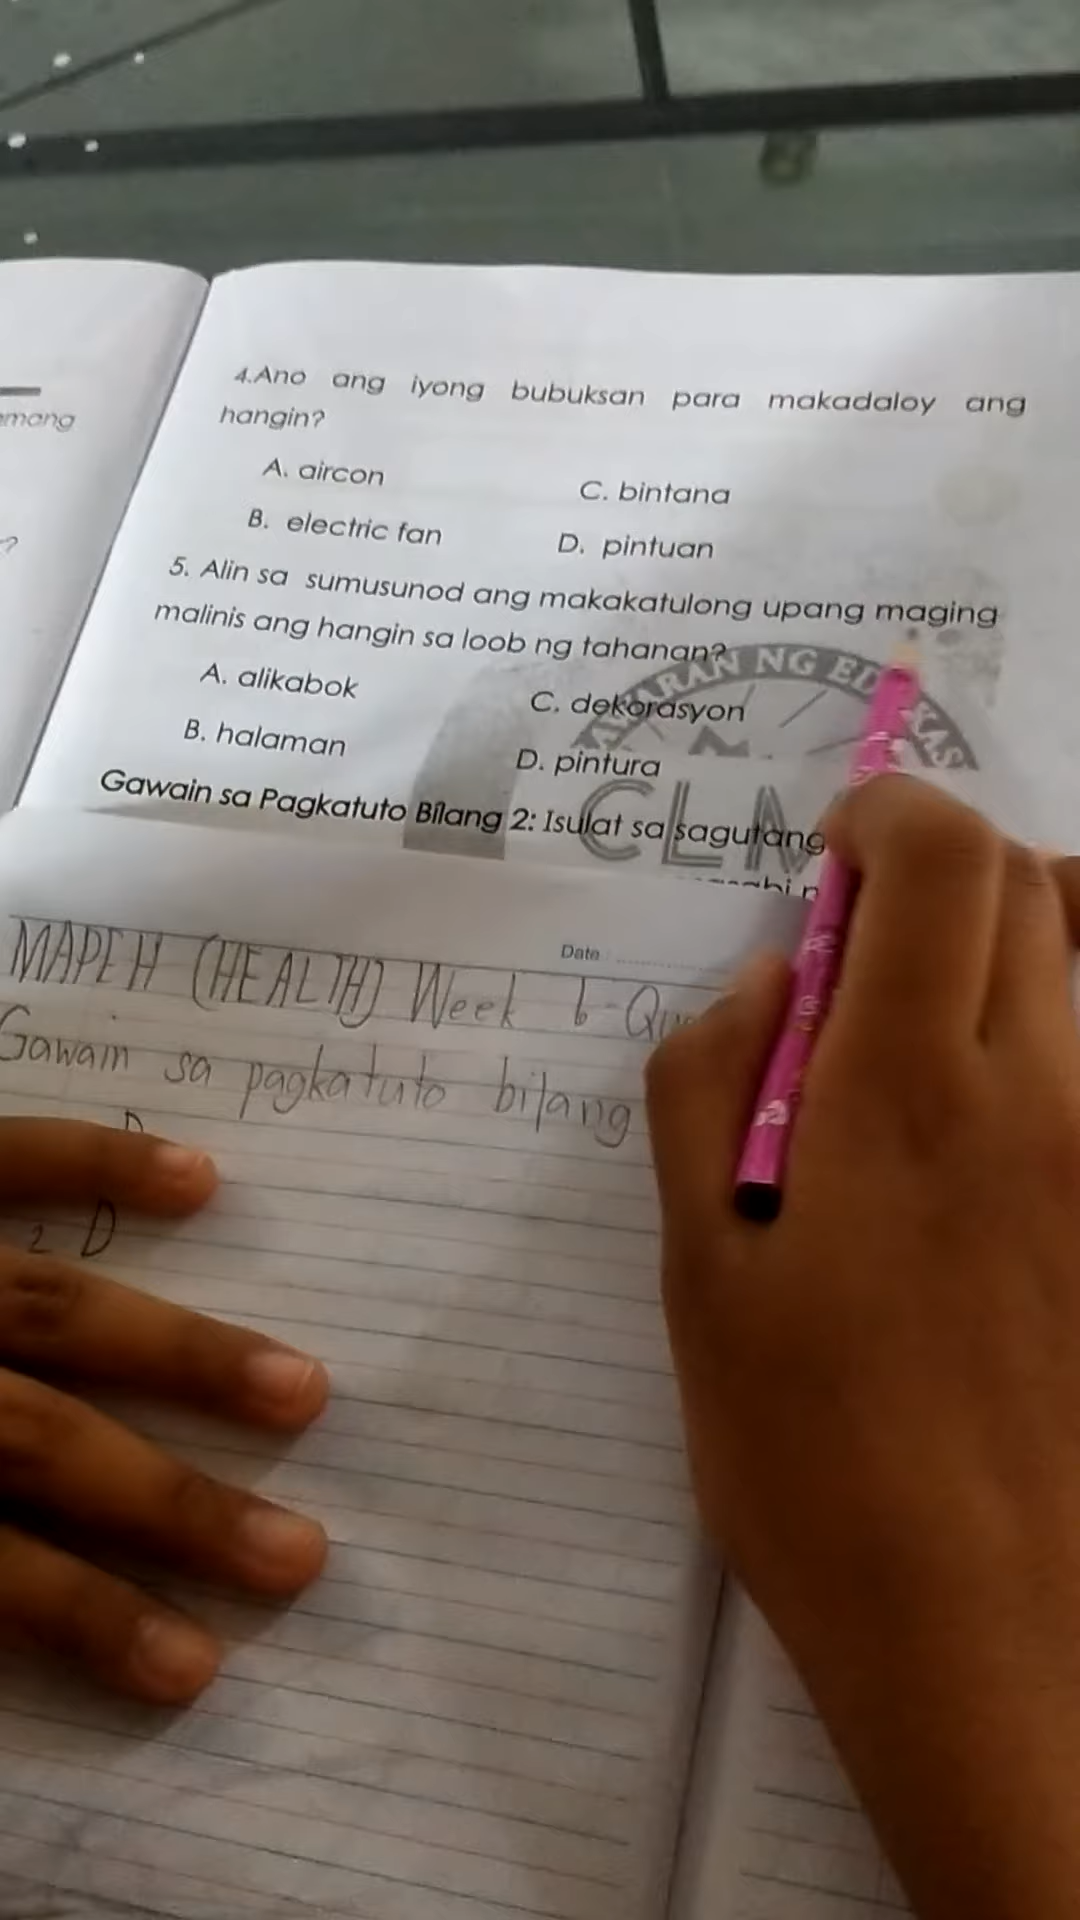 4.Ano ang iyong bubuksan para makadaloy ang
hangin?
A. aircon
C. bintana
B. electric fan
D. pintuan
5. Alin sa sumusunod ang makakatulong upang maging
malinis ang hangin sa loob ng tahanan?
A. alikabok
C. dekorasyon
B. halaman
D. pintura
Gawain sa Pagkatuto Bilang 2: Isulat sa sagutang
NG
CLM
Date
MAPEH (HEALTH) Week 6-
Gawain sa pagkatuto bilang
2 D